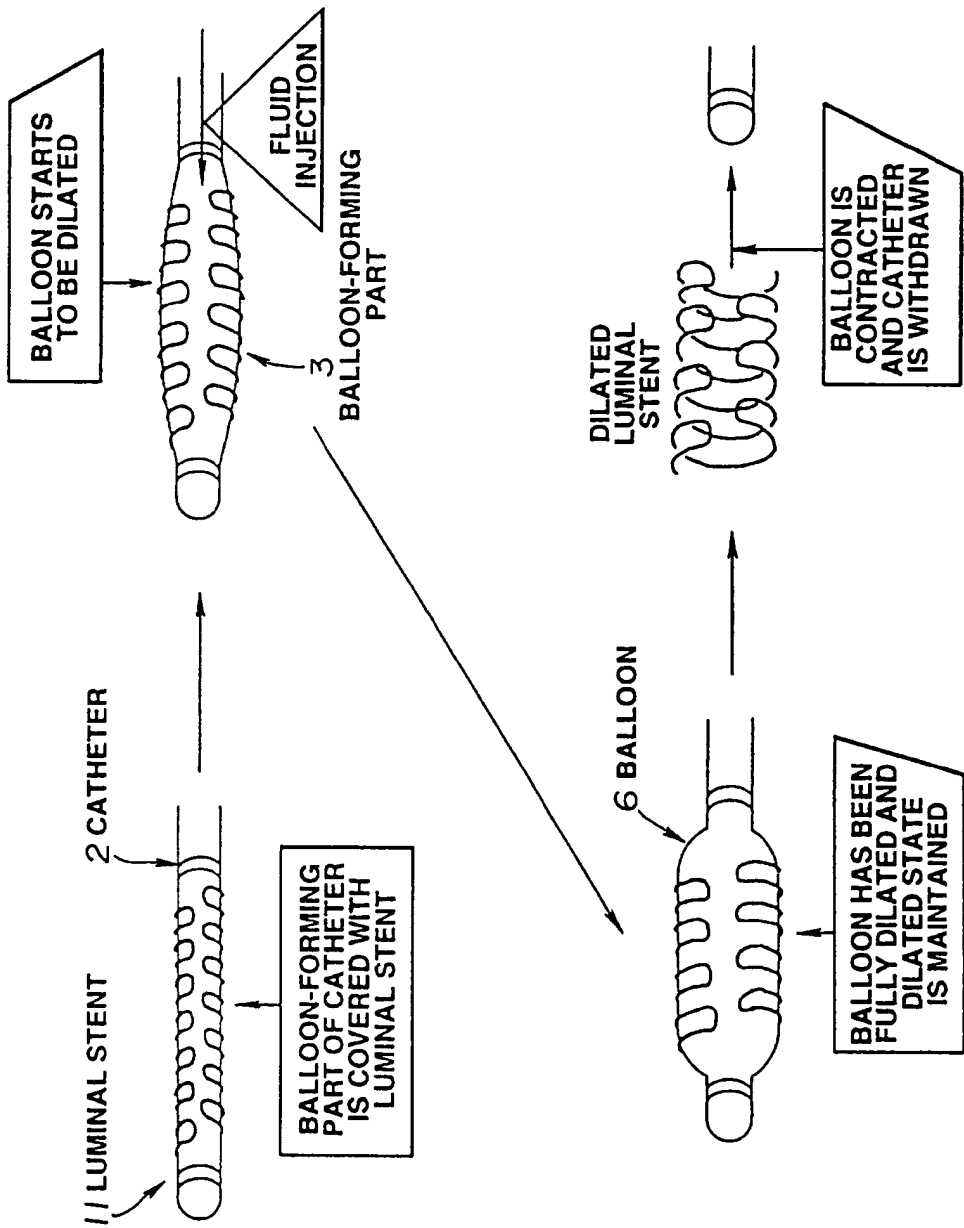 11 LUMINAL STENT
2 CATHETER
BALLOON-FORMING
PART OF CATHETER
IS COVERED WITH
LUMINAL STENT
BALLOON STARTS
TO BE DILATED
FLUID
INJECTION
3
BALLOON-FORMING
PART
6 BALLOON
BALLOON HAS BEEN
FULLY DILATED AND
DILATED STATE
IS MAINTAINED
DILATED
LUMINAL
STENT
BALLOON IS
CONTRACTED
AND CATHETER
IS WITHDRAWN